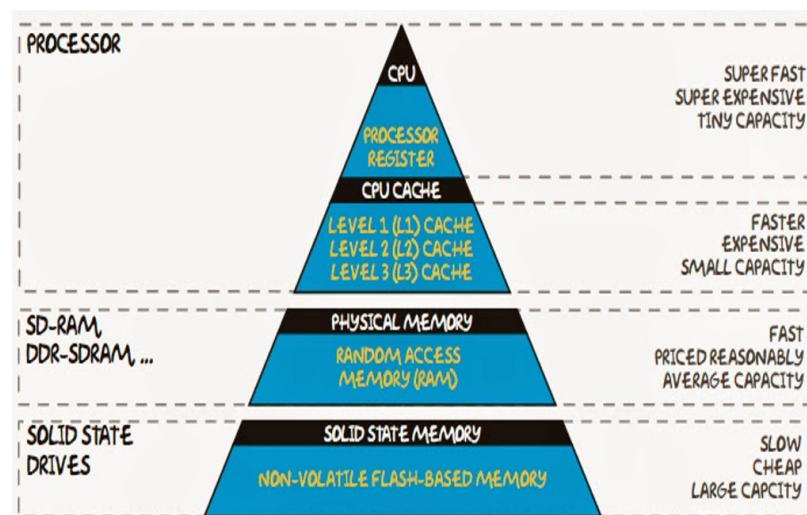 PROCESSOR
CPU
SUPER FAST
SUPER EXPENSIVE
TINY CAPACITY
PROCESSOR
REGISTER
CPU CACHE
LEVEL 1 (L1) CACHE
LEVEL 2 (L2) CACHE
LEVEL 3 (L3) CACHE
FASTER
EXPENSIVE
SMALL CAPACITY
SD-RAM,
DDR-SDRAM, ...
PHYSICAL MEMORY
RANDOM ACCESS
MEMORY (RAM)
FAST
PRICED REASONABLY
AVERAGE CAPACITY
SOLID STATE
DRIVES
SOLID STATE MEMORY
NON-VOLATILE FLASH-BASED MEMORY
SLOW
CHEAP
LARGE CAPCITY